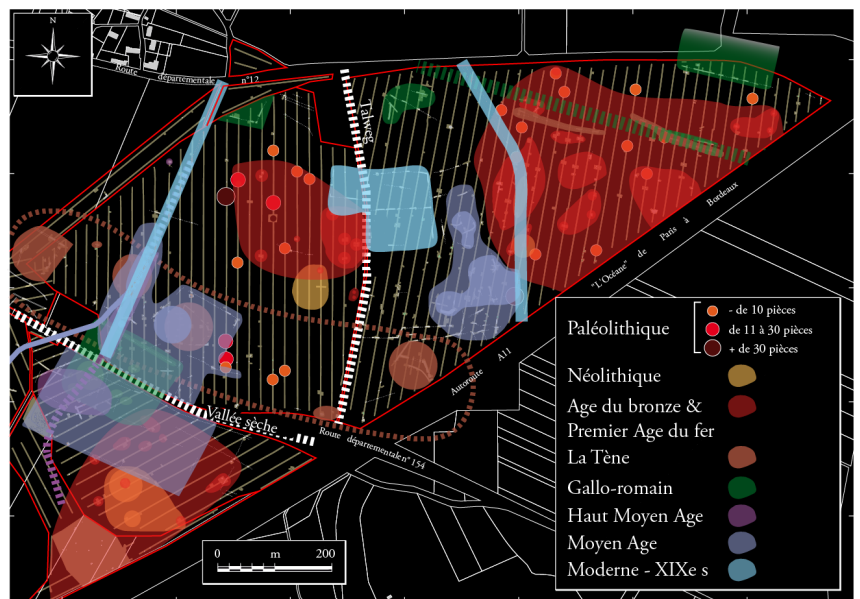 N
Route départementale n°12
Talweg
"L'Océane" de Paris à Bordeaux
Autoroute A11
Vallée sèche
Route départementale n° 154
Paléolithique
- de 10 pièces
de 11 à 30 pièces
+ de 30 pièces
Néolithique
Age du bronze &
Premier Age du fer
La Tène
Gallo-romain
Haut Moyen Age
Moyen Age
Moderne - XIXe s
0 m 200